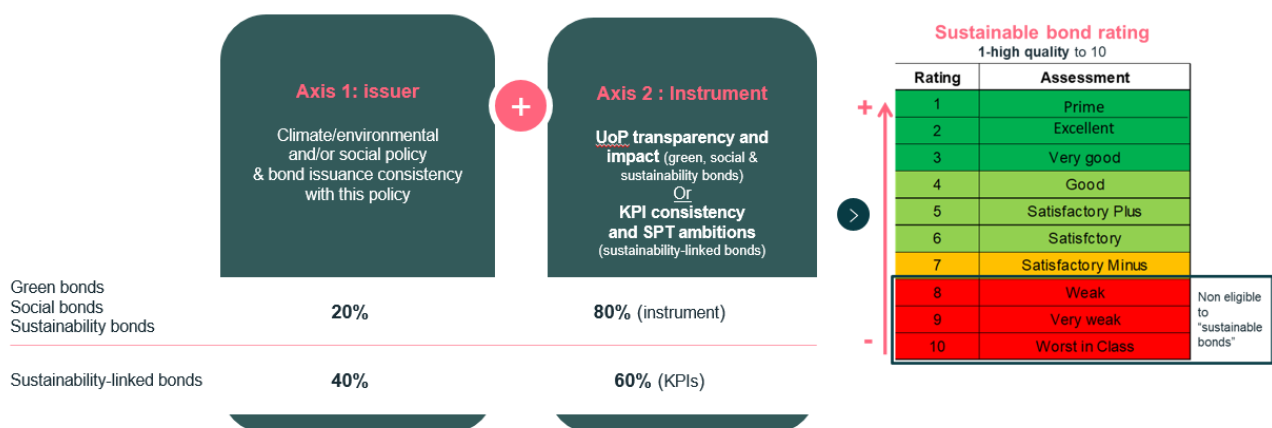 Axis 1: issuer
Climate/environmental
and/or social policy
& bond issuance consistency
with this policy
+
Axis 2 : Instrument
UoP transparency and
impact (green, social &
sustainability bonds)
Or
KPI consistency
and SPT ambitions
(sustainability-linked bonds)
Green bonds
Social bonds
Sustainability bonds
20%
80% (instrument)
Sustainability-linked bonds
40%
60% (KPIs)
>
Sustainable bond rating
1-high quality to 10
Rating Assessment
+
1 Prime
2 Excellent
3 Very good
4 Good
5 Satisfactory Plus
6 Satisfctory
7 Satisfactory Minus
8 Weak
9 Very weak
10 Worst in Class
-
Non eligible
to
"sustainable
bonds"